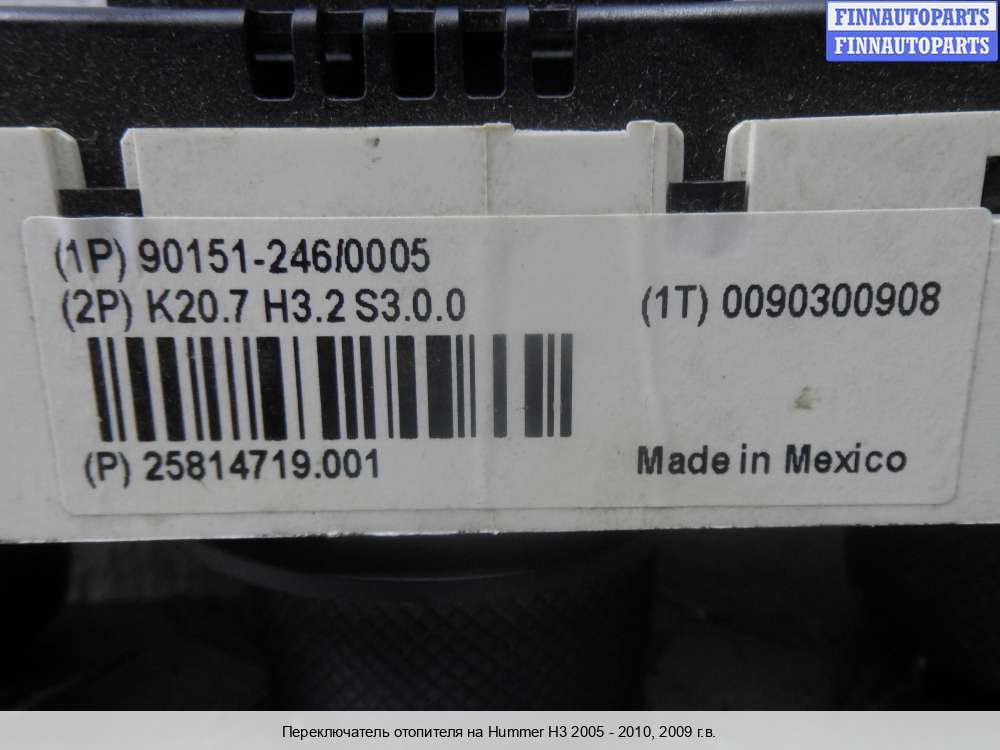 FINNAUTOPARTS
FINNAUTOPARTS
(1P) 90151-246/0005
(2P) K20.7 H3.2 S3.0.0
(1T) 0090300908
(P) 25814719.001
Made in Mexico
Переключатель отопителя на Hummer H3 2005 - 2010, 2009 г.в.